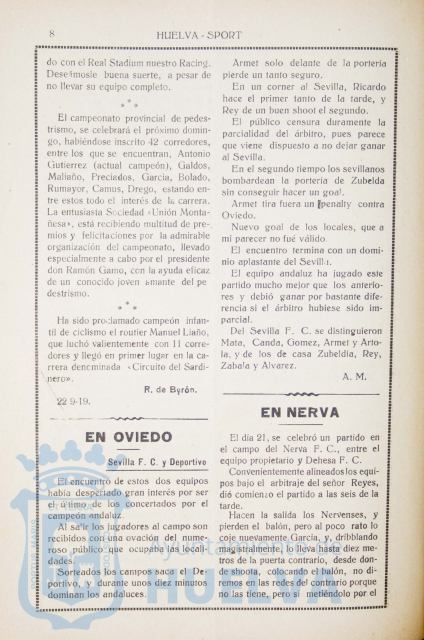 8
HUELVA - SPORT
do con el Real Stadium nuestro Racing.
Deseémosle buena suerte, a pesar de
no llevar su equipo completo.
* * *
El campeonato provincial de pedes-
trismo, se celebrará el próximo domin-
go, habiéndose inscrito 42 corredores,
entre los que se encuentran, Antonio
Gutierrez (actual campeón), Galdos,
Maliaño, Preciados, Garcia, Bolado,
Rumayor, Camus, Drego, estando en-
tre estos todo el interés de la carrera.
La entusiasta Sociedad «Unión Monta-
ñesa», está recibiendo multitud de pre-
mios y felicitaciones por la admirable
organización del campeonato, llevado
especialmente a cabo por el presidente
don Ramón Gamo, con la ayuda eficaz
de un conocido joven amante del pe-
destrismo.
* * *
Ha sido proclamado campeón infan-
til de ciclismo el routier Manuel Liaño,
que luchó valientemente con 11 corre-
dores y llegó en primer lugar en la ca-
rrera denominada «Circuito del Sardi-
nero».
R. de Byrón.
22-9-19.
EN OVIEDO
Sevilla F. C. y Deportivo
El encuentro de estos dos equipos
había despertado gran interés por ser
el último de los concertados por el
campeón andaluz.
Al salir los jugadores al campo son
recibidos con una ovación del nume-
roso público que ocupaba las locali-
dades.
Sorteados los campos saca el De-
portivo, y durante unos diez minutos
dominan los andaluces.
Armet solo delante de la portería
pierde un tanto seguro.
En un corner al Sevilla, Ricardo
hace el primer tanto de la tarde, y
Rey de un buen shoot el segundo.
El público censura duramente la
parcialidad del árbitro, pues parece
que viene dispuesto a no dejar ganar
al Sevilla.
En el segundo tiempo los sevillanos
bombardean la portería de Zubelda
sin conseguir hacer un goal.
Armet tira fuera un penalty contra
Oviedo.
Nuevo goal de los locales, que a
mi parecer no fué válido
El encuentro termina con un domi-
nio aplastante del Sevilla.
El equipo andaluz ha jugado este
partido mucho mejor que los anterio-
res y debió ganar por bastante dife-
rencia si el árbitro hubiese sido im-
parcial.
Del Sevilla F. C. se distinguieron
Mata, Canda, Gomez, Armet y Arto-
la, y de los de casa Zubeldia, Rey,
Zabala y Alvarez.
A. M.
EN NERVA
El día 21, se celebró un partido en
el campo del Nerva F. C., entre el
equipo propietario y Dehesa F. C.
Convenientemente alineados los equi-
pos bajo el arbitraje del señor Reyes,
dió comienzo el partido a las seis de la
tarde.
Hacen la salida los Nervenses, y
pierden el balón, pero al poco rato lo
coje nuevamente García, y, dribblando
magistralmente, lo lleva hasta diez me-
tros de la puerta contrario, desde don-
de shoota, colocando el balón, no di-
remos en las redes del contrario porque
no las tiene, pero sí metiéndolo por el
HUELVA